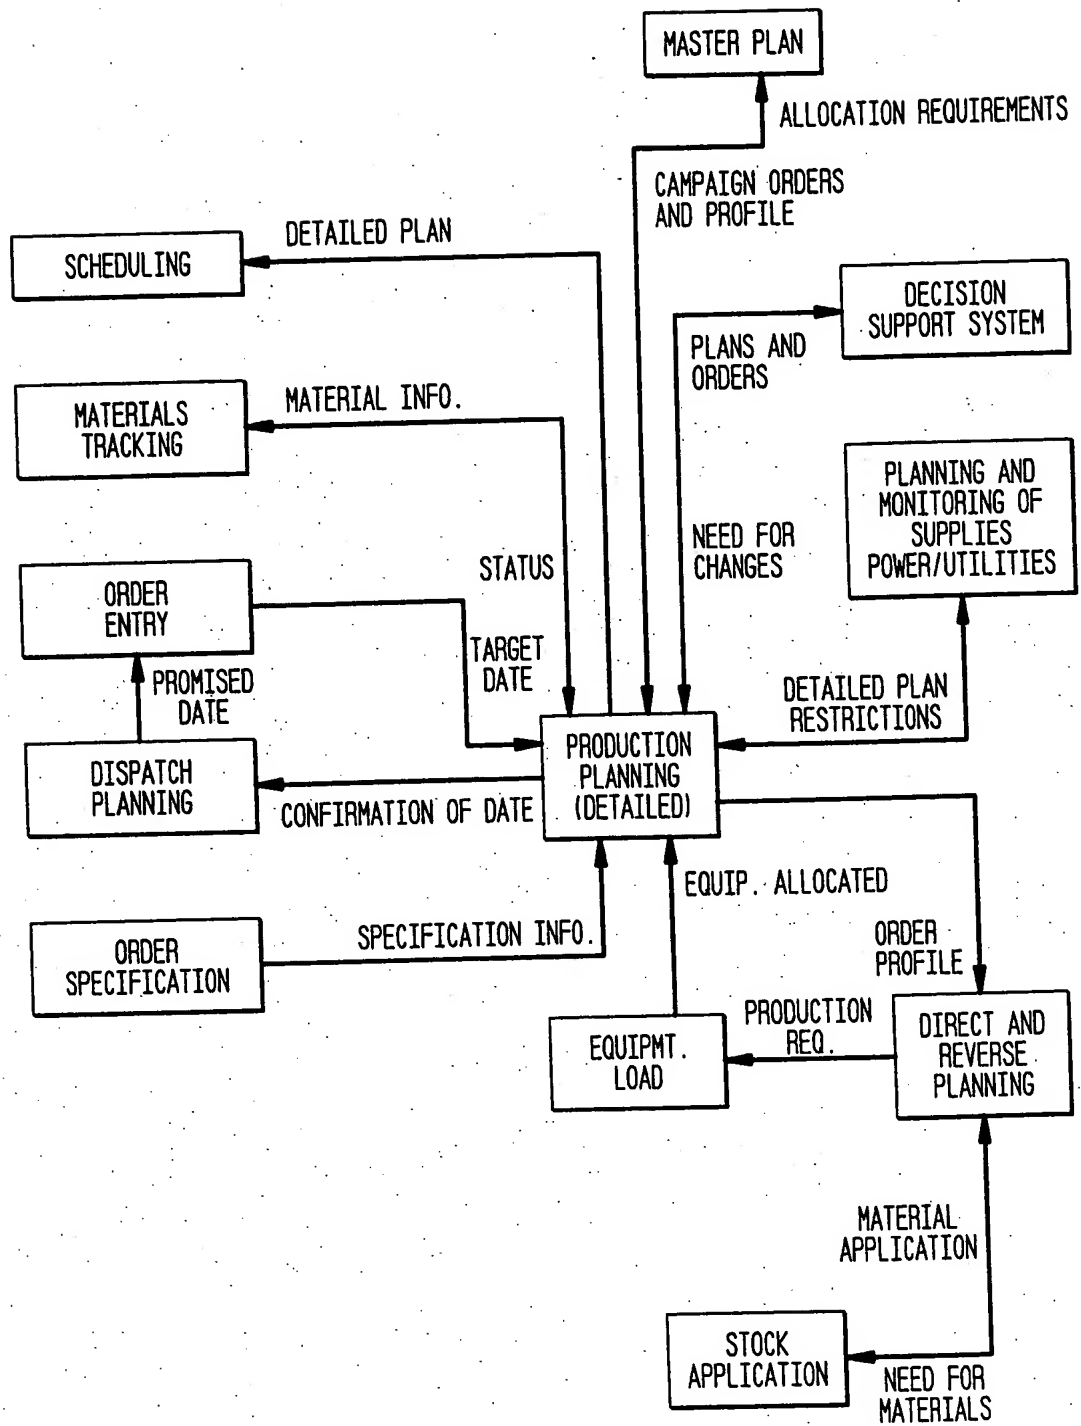 MASTER PLAN
ALLOCATION REQUIREMENTS
CAMPAIGN ORDERS
AND PROFILE
DETAILED PLAN
SCHEDULING
DECISION
SUPPORT SYSTEM
PLANS AND
ORDERS
MATERIAL INFO.
MATERIALS
TRACKING
PLANNING AND
MONITORING OF
SUPPLIES
POWER/UTILITIES
NEED FOR
CHANGES
STATUS
ORDER
ENTRY
TARGET
DATE
PROMISED
DATE
DETAILED PLAN
RESTRICTIONS
PRODUCTION
PLANNING
(DETAILED)
DISPATCH
PLANNING
CONFIRMATION OF DATE
EQUIP. ALLOCATED
ORDER
PROFILE
SPECIFICATION INFO.
ORDER
SPECIFICATION
PRODUCTION
REQ.
EQUIPMT.
LOAD
DIRECT AND
REVERSE
PLANNING
MATERIAL
APPLICATION
STOCK
APPLICATION
NEED FOR
MATERIALS